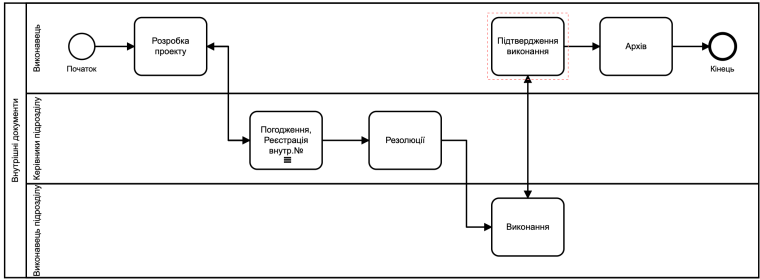 Внутрішні документи
Виконавець
Початок
Розробка
проекту
Підтвердження
виконання
Архів
Кінець
Керівники підрозділу
Погодження,
Реєстрація
внутр.№
Резолюції
Виконавець підрозділу
Виконання